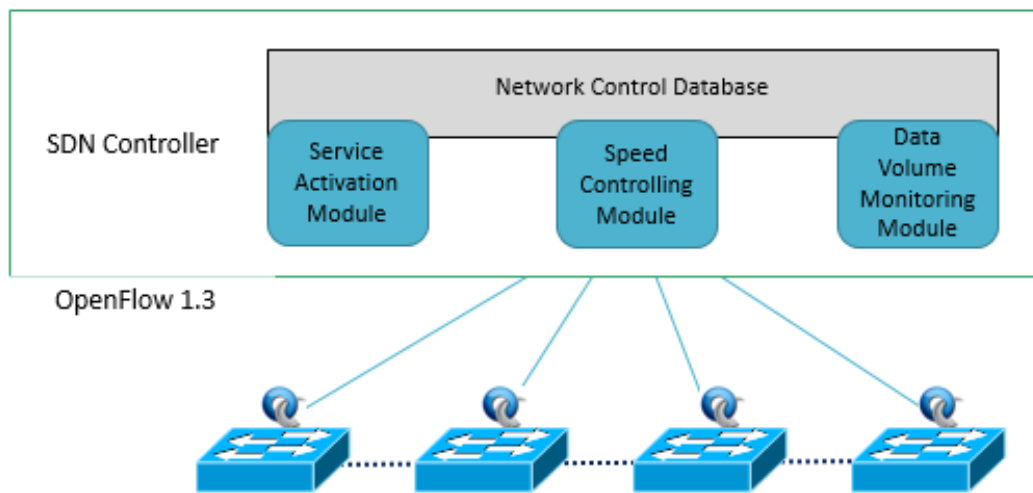 Network Control Database
SDN Controller
Service
Activation
Module
Speed
Controlling
Module
Data
Volume
Monitoring
Module
OpenFlow 1.3